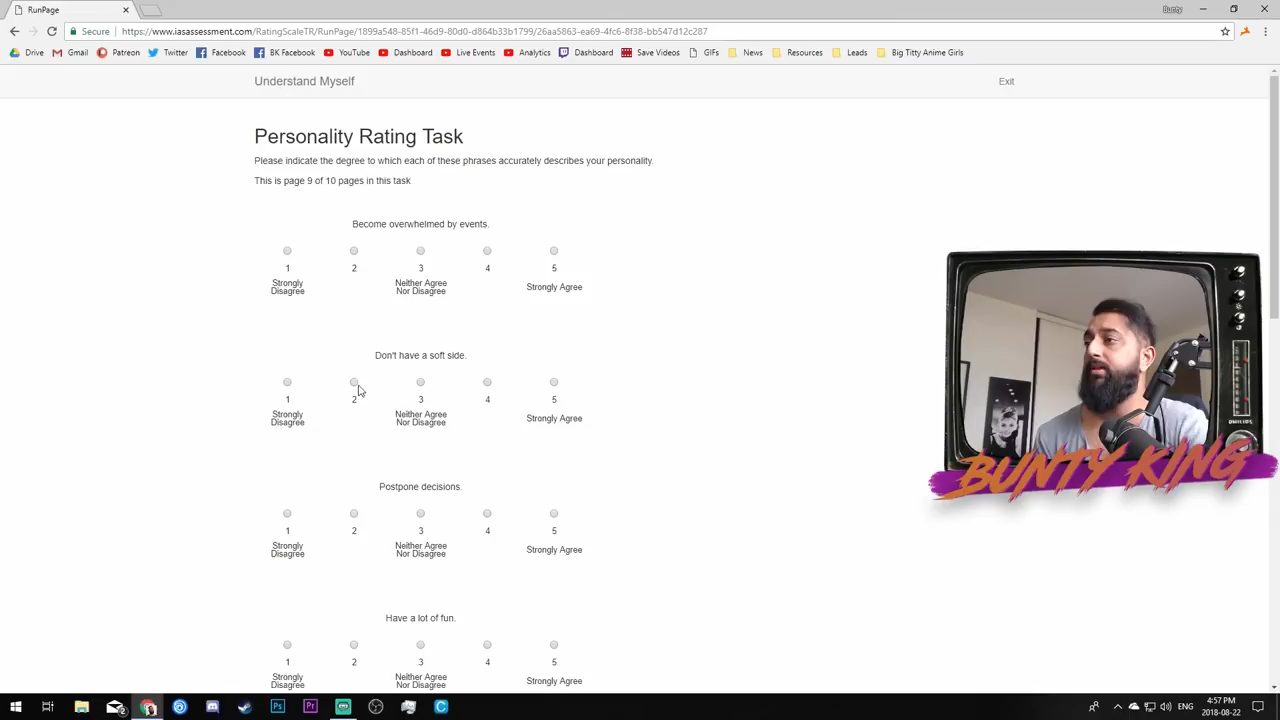 RunPage
Bunty
Secure
https://www.iasassessment.com/RatingScaleTR/RunPage/1899a548-85f1-46d9-80d0-d864b33b1799/26aa5863-ea69-4fc6-8f38-bb547d12c287
Drive Gmail Patreon Twitter Facebook BK Facebook YouTube Dashboard Live Events Analytics Dashboard Save Videos GIFs News Resources Leads Big Titty Anime Girls
Understand Myself
Exit
Personality Rating Task
Please indicate the degree to which each of these phrases accurately describes your personality.
This is page 9 of 10 pages in this task
Become overwhelmed by events.
1 2 3 4 5
Strongly Disagree Neither Agree Nor Disagree Strongly Agree
Don't have a soft side.
1 2 3 4 5
Strongly Disagree Neither Agree Nor Disagree Strongly Agree
Postpone decisions.
1 2 3 4 5
Strongly Disagree Neither Agree Nor Disagree Strongly Agree
Have a lot of fun.
1 2 3 4 5
Strongly Disagree Neither Agree Nor Disagree Strongly Agree
PHILIPS
BUNTY KING
2
Ps
Pr
C
ENG
4:57 PM
2018-08-22